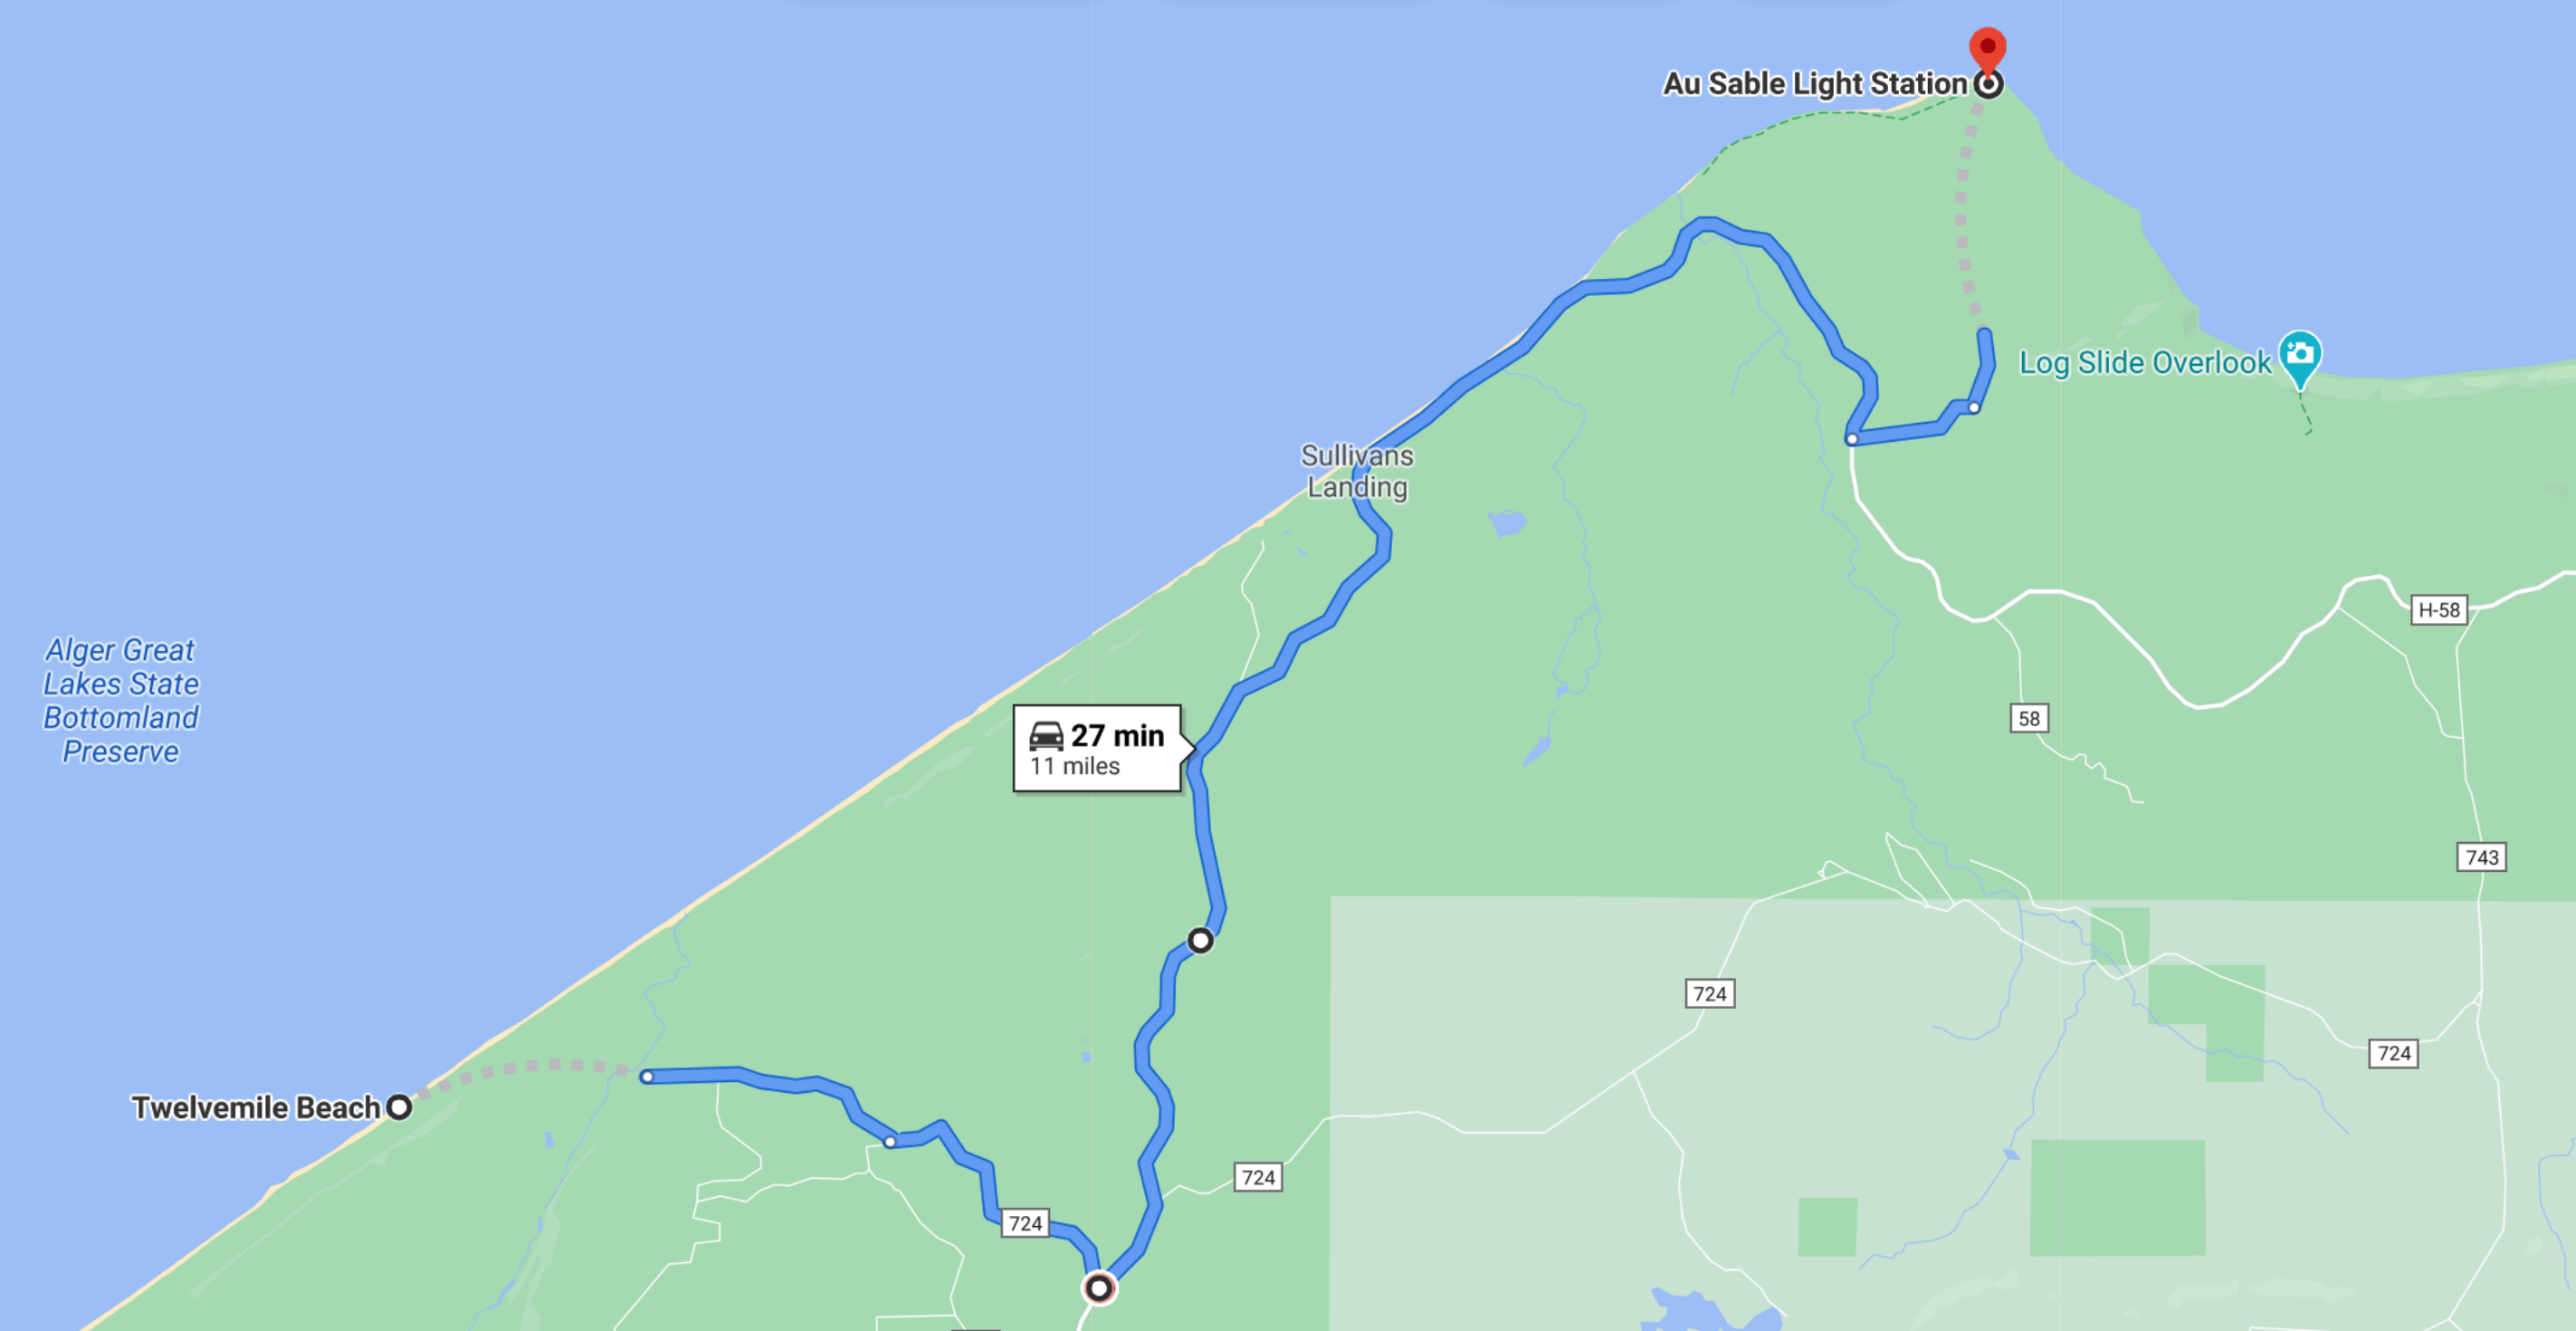 Au Sable Light Station
Log Slide Overlook
Sullivans
Landing
H-58
Alger Great
Lakes State
Bottomland
Preserve
58
27 min
11 miles
743
724
724
Twelvemile Beach
724
724